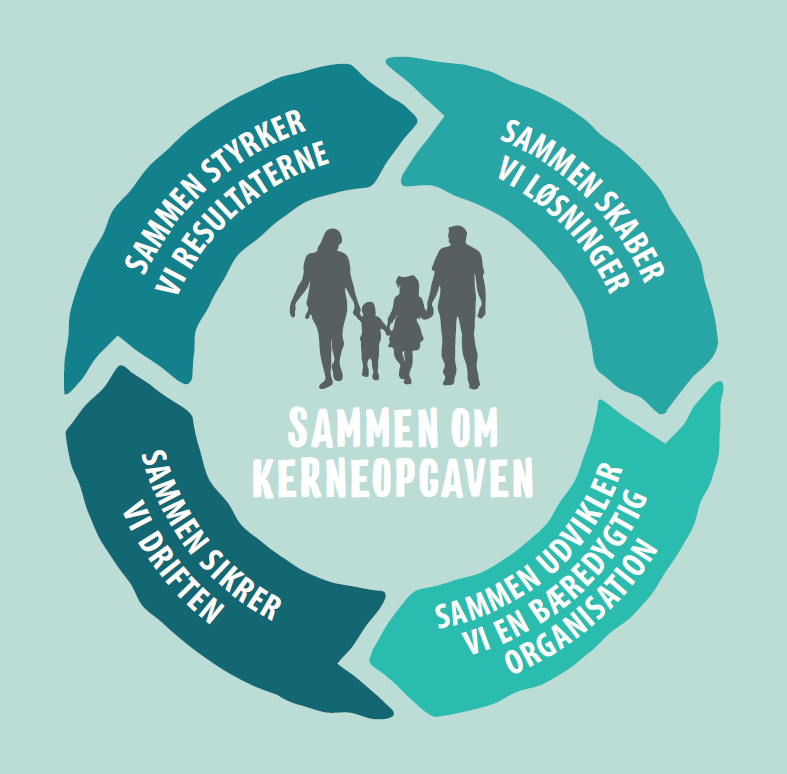 SAMMEN STYRKER
VI RESULTATERNE
SAMMEN SKABER
VI LØSNINGER
SAMMEN OM
KERNEOPGAVEN
SAMMEN SIKRER
VI DRIFTEN
SAMMEN UDVIKLER
VI EN BÆREDYGTIG
ORGANISATION